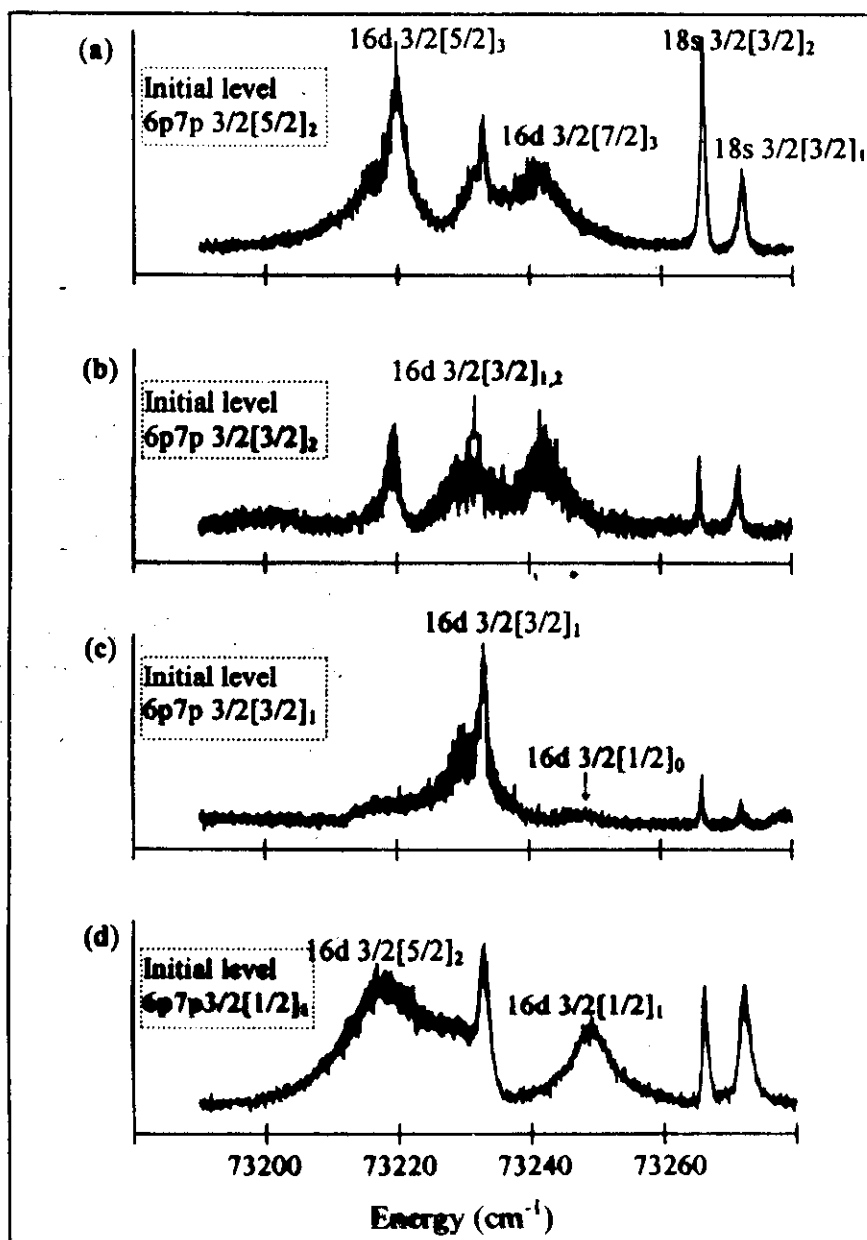 (a)
16d 3/2[5/2]₃
18s 3/2[3/2]₂
Initial level
6p7p 3/2[5/2]₂
16d 3/2[7/2]₃
18s 3/2[3/2]₁
(b)
16d 3/2[3/2]₁,₂
Initial level
6p7p 3/2[3/2]₂
(c)
16d 3/2[3/2]₁
Initial level
6p7p 3/2[3/2]₁
16d 3/2[1/2]₀
(d)
16d 3/2[5/2]₂
Initial level
6p7p3/2[1/2]₁
16d 3/2[1/2]₁
73200 73220 73240 73260
Energy (cm⁻¹)